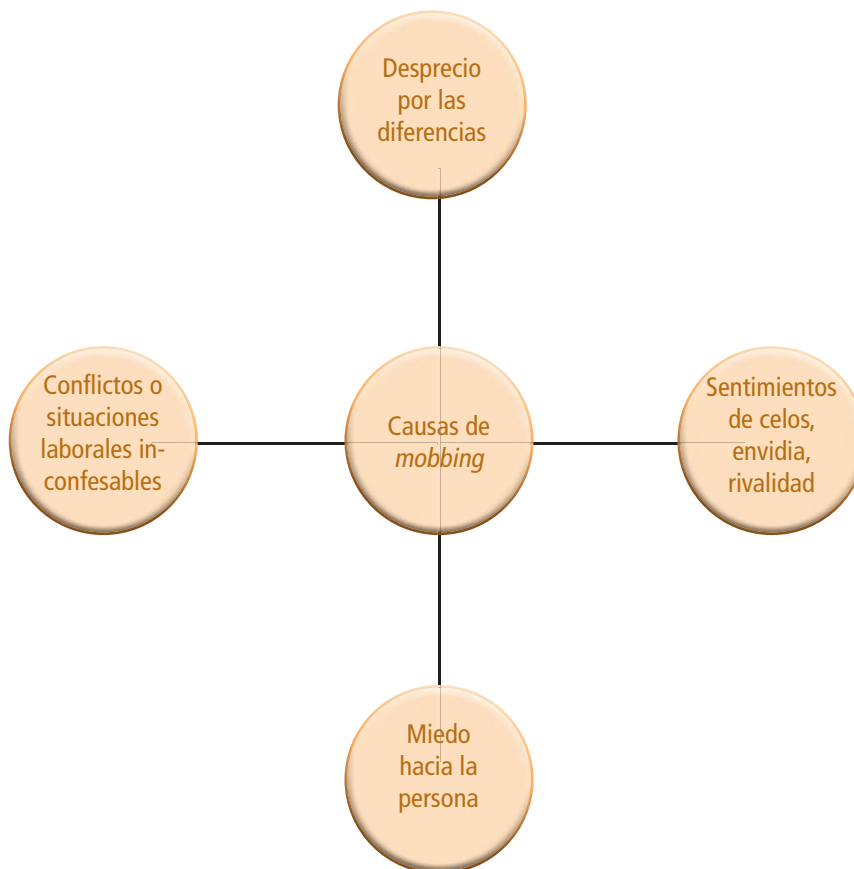 Desprecio
por las
diferencias
Conflictos o
situaciones
laborales in-
confesables
Causas de
mobbing
Sentimientos
de celos,
envidia,
rivalidad
Miedo
hacia la
persona